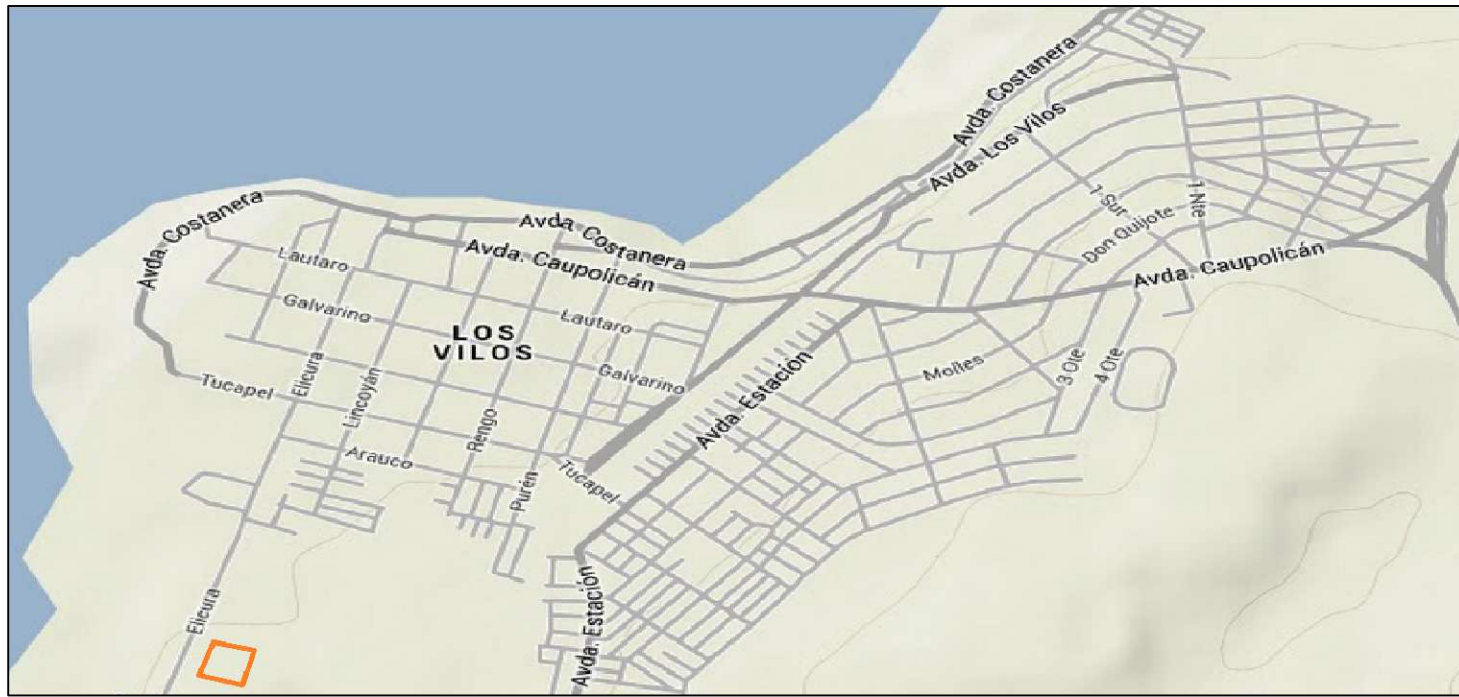 Avda. Costanera
Avda. Los Vilos
1 Sur
1 Nte
Don Quijote
Avda. Costanera
Avda. Costanera
Avda. Caupolicán
Avda. Caupolicán
Lautaro
Galvarino
LOS
VILOS
Lautaro
Galvarino
Molles
3 Ote
4 Ote
Avda. Estación
Tucapel
Elicura
Lincoyán
Rengo
Arauco
Purén
Tucapel
Elicura
Avda. Estación